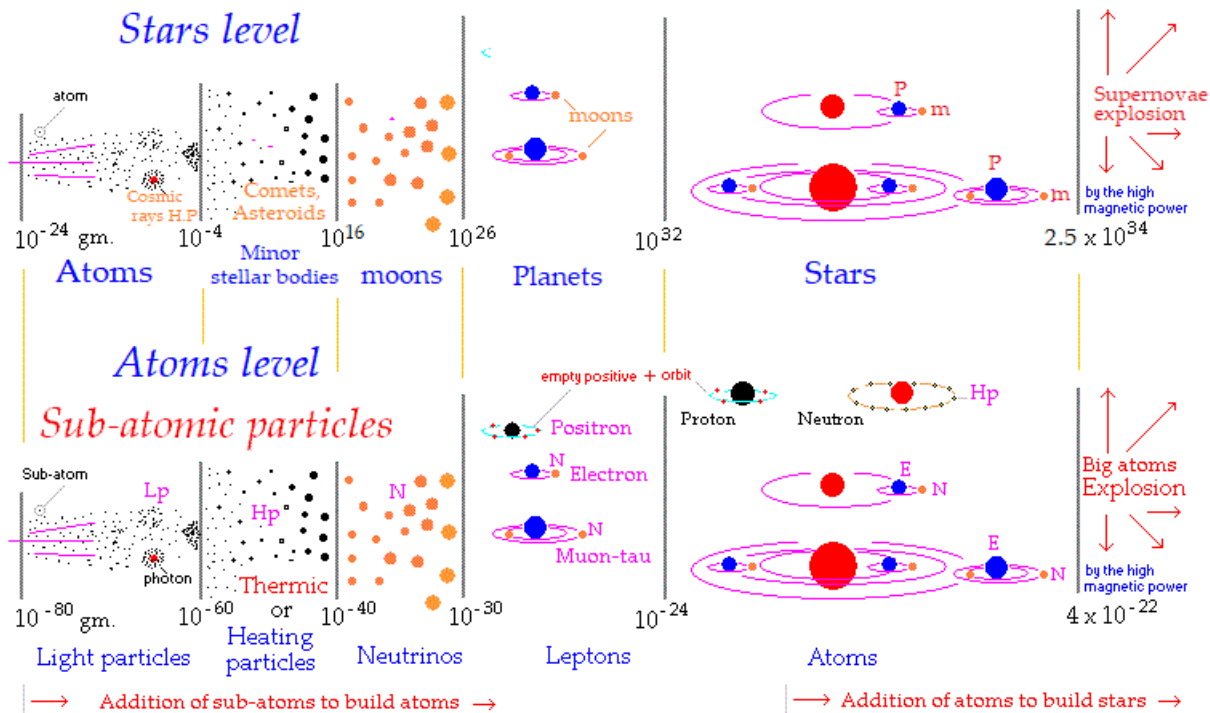 Stars level
atom
Cosmic
rays H.P
Comets,
Asteroids
moons
P
m
P
m
Supernovae
explosion
by the high
magnetic power
10-24 gm.
10-4
1016
1026
1032
2.5 x 1034
Atoms
Minor
stellar bodies
moons
Planets
Stars
Atoms level
Sub-atomic particles
empty positive + orbit
Proton
Neutron
Hp
Positron
N
Electron
N
Muon-tau
Sub-atom
Lp
photon
Hp
Thermic
or
N
E
N
E
N
Big atoms
Explosion
by the high
magnetic power
10-80 gm.
10-60
10-40
10-30
10-24
4 x 10-22
Light particles
Heating
particles
Neutrinos
Leptons
Atoms
→ Addition of sub-atoms to build atoms →
→ Addition of atoms to build stars →